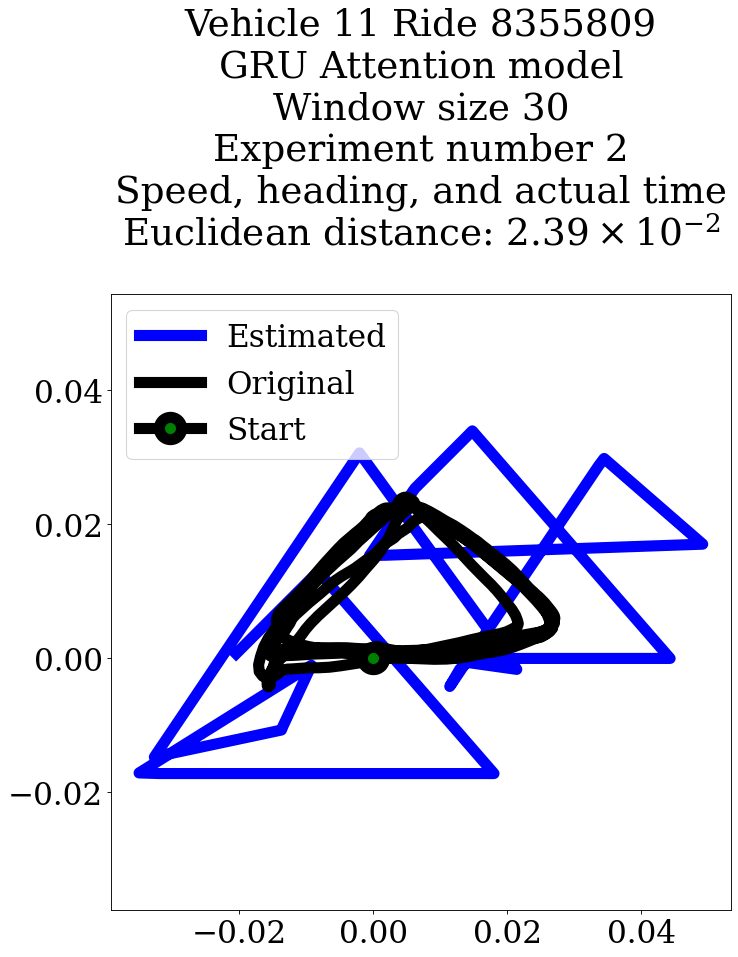 Vehicle 11 Ride 8355809
GRU Attention model
Window size 30
Experiment number 2
Speed, heading, and actual time
Euclidean distance: 2.39 × 10⁻²
Estimated
Original
Start
0.04
0.02
0.00
−0.02
−0.02 0.00 0.02 0.04